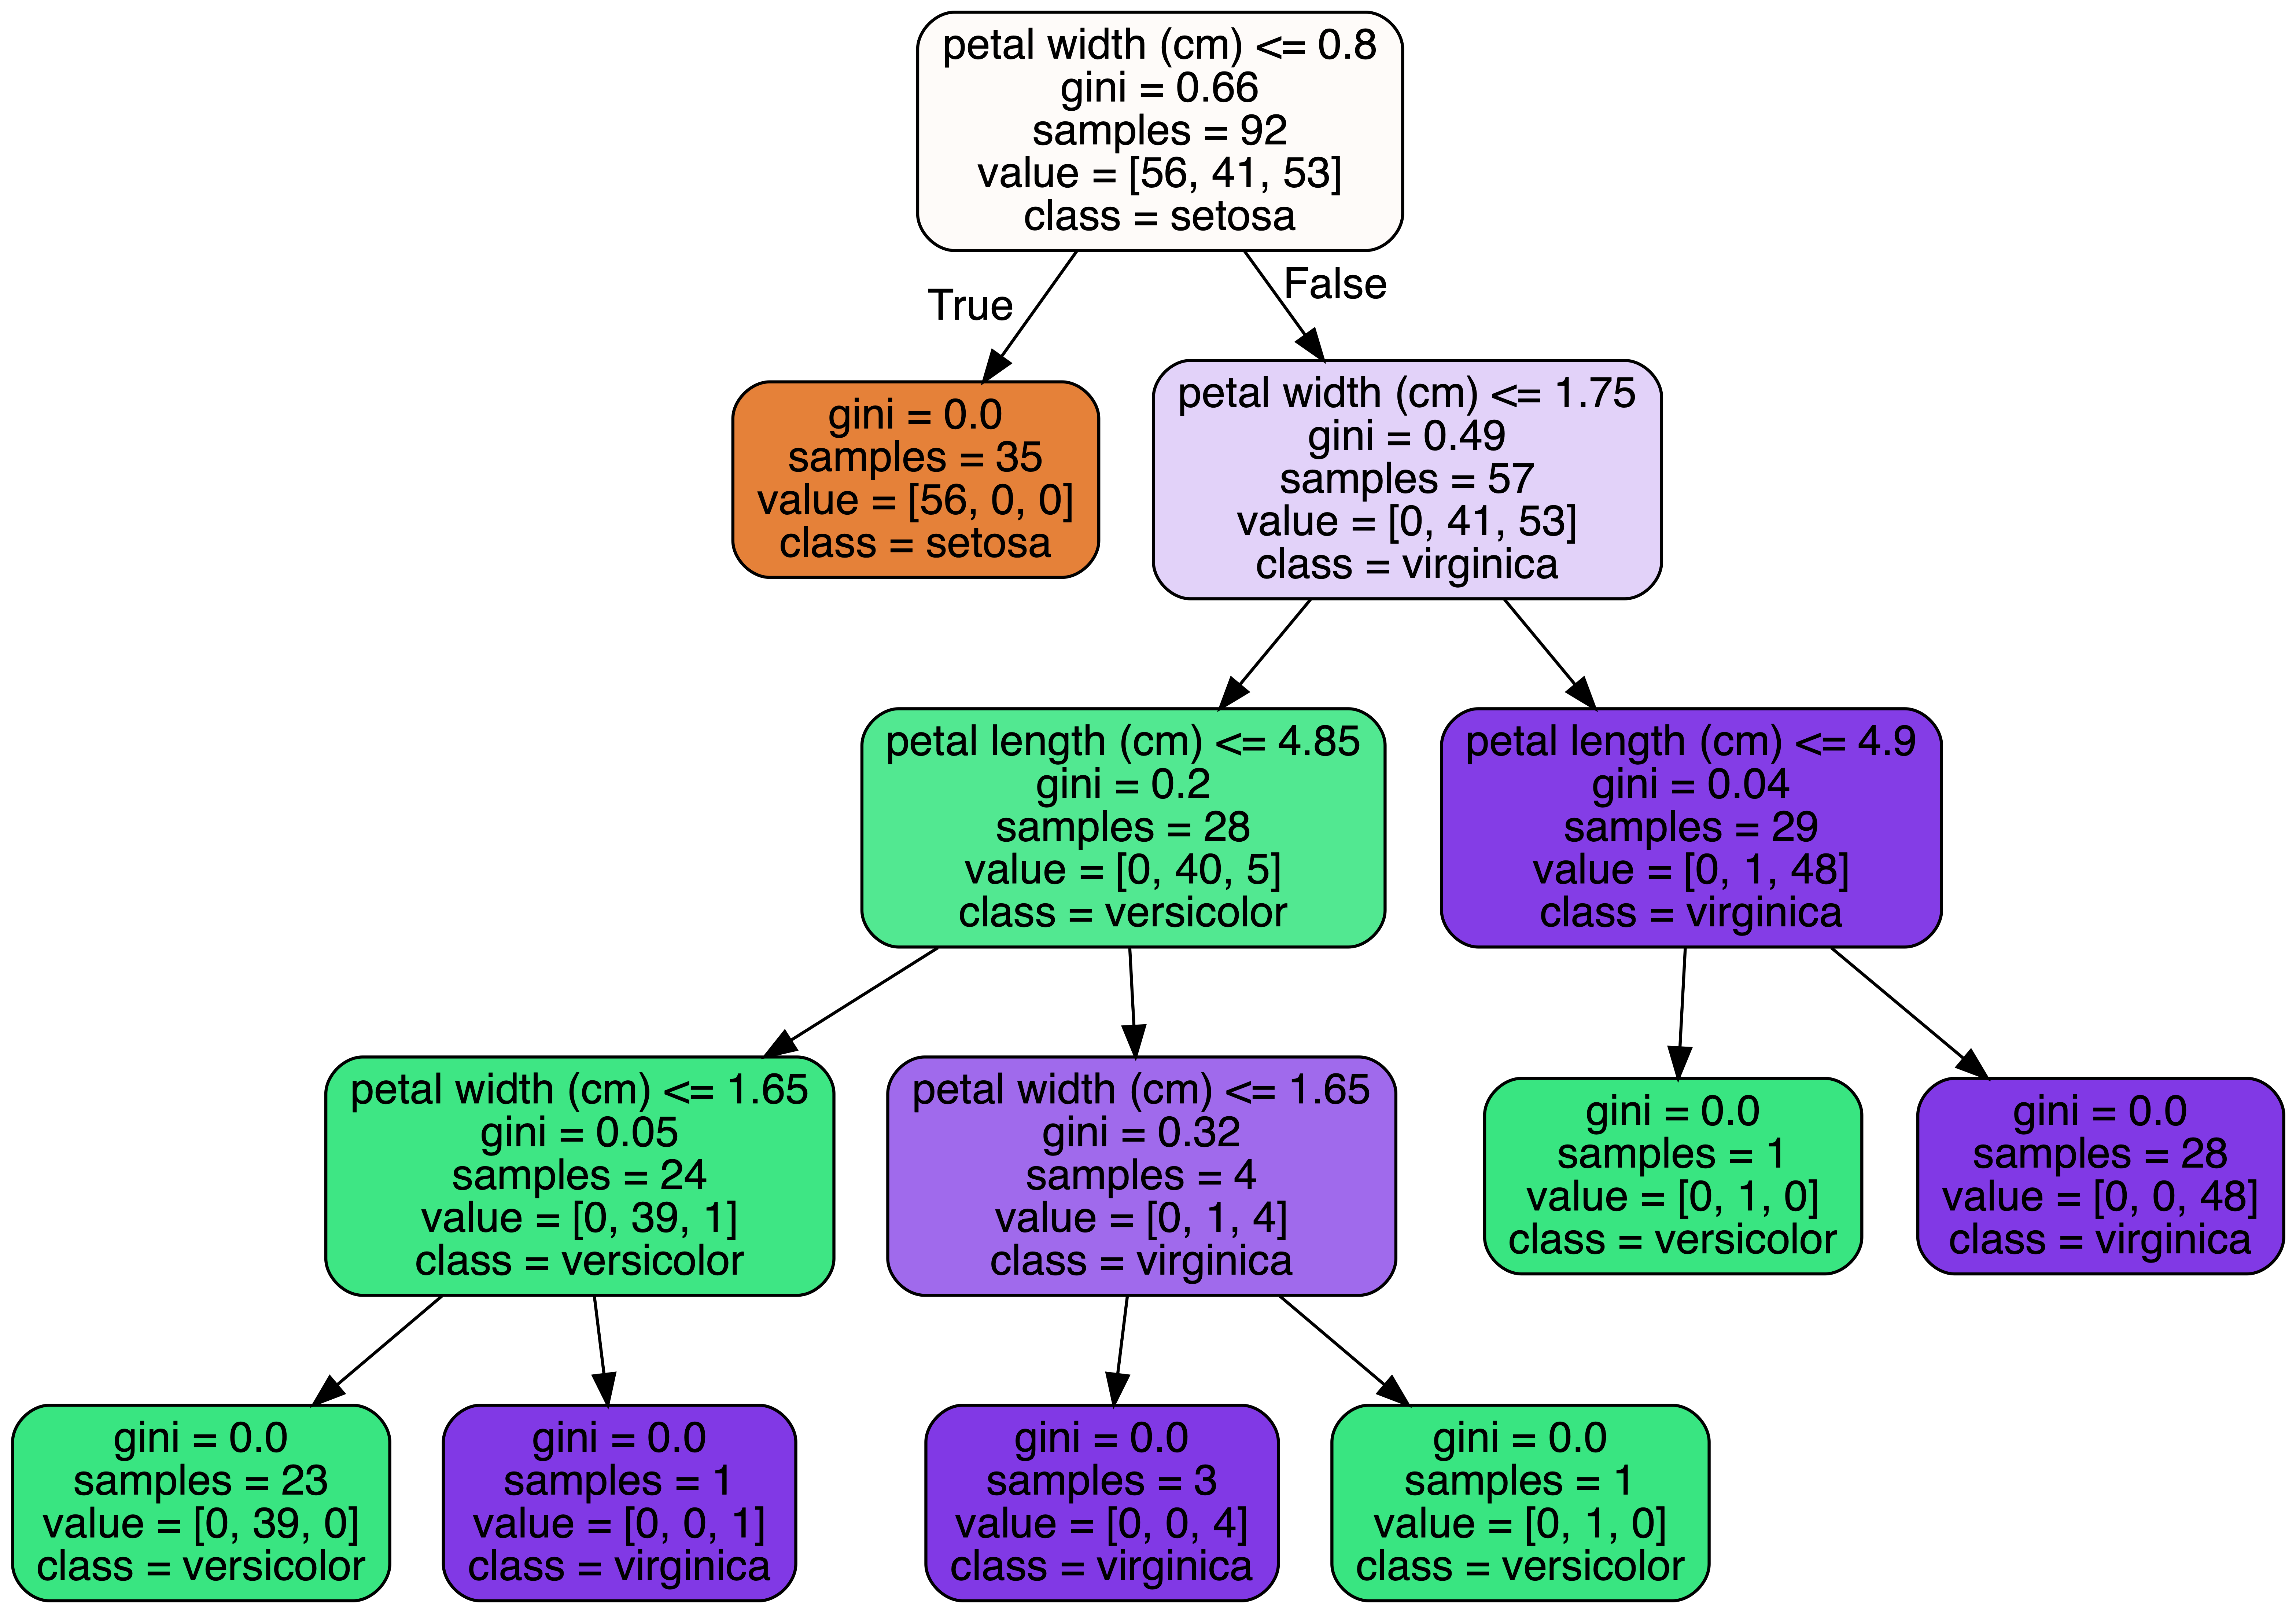 petal width (cm) <= 0.8
gini = 0.66
samples = 92
value = [56, 41, 53]
class = setosa
True
False
gini = 0.0
samples = 35
value = [56, 0, 0]
class = setosa
petal width (cm) <= 1.75
gini = 0.49
samples = 57
value = [0, 41, 53]
class = virginica
petal length (cm) <= 4.85
gini = 0.2
samples = 28
value = [0, 40, 5]
class = versicolor
petal length (cm) <= 4.9
gini = 0.04
samples = 29
value = [0, 1, 48]
class = virginica
petal width (cm) <= 1.65
gini = 0.05
samples = 24
value = [0, 39, 1]
class = versicolor
petal width (cm) <= 1.65
gini = 0.32
samples = 4
value = [0, 1, 4]
class = virginica
gini = 0.0
samples = 1
value = [0, 1, 0]
class = versicolor
gini = 0.0
samples = 28
value = [0, 0, 48]
class = virginica
gini = 0.0
samples = 23
value = [0, 39, 0]
class = versicolor
gini = 0.0
samples = 1
value = [0, 0, 1]
class = virginica
gini = 0.0
samples = 3
value = [0, 0, 4]
class = virginica
gini = 0.0
samples = 1
value = [0, 1, 0]
class = versicolor